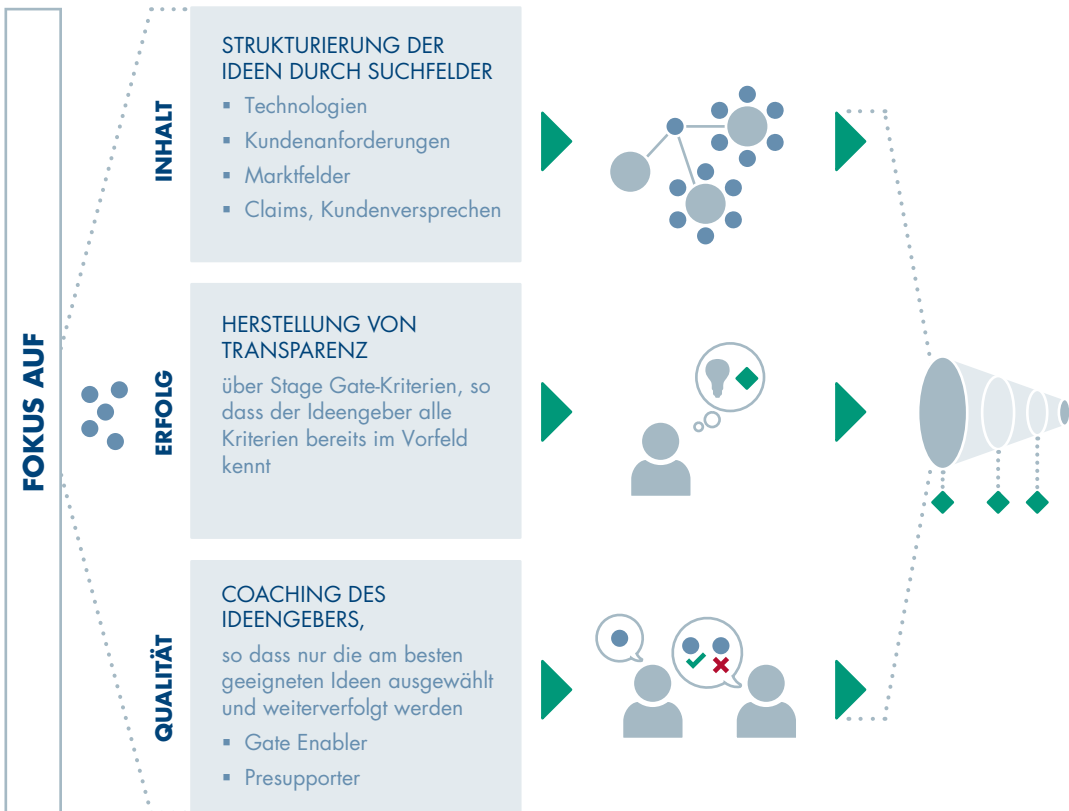 FOKUS AUF
INHALT
STRUKTURIERUNG DER
IDEEN DURCH SUCHFELDER
▪ Technologien
▪ Kundenanforderungen
▪ Marktfelder
▪ Claims, Kundenversprechen
ERFOLG
HERSTELLUNG VON
TRANSPARENZ
über Stage Gate-Kriterien, so
dass der Ideengeber alle
Kriterien bereits im Vorfeld
kennt
QUALITÄT
COACHING DES
IDEENGEBERS,
so dass nur die am besten
geeigneten Ideen ausgewählt
und weiterverfolgt werden
▪ Gate Enabler
▪ Presupporter